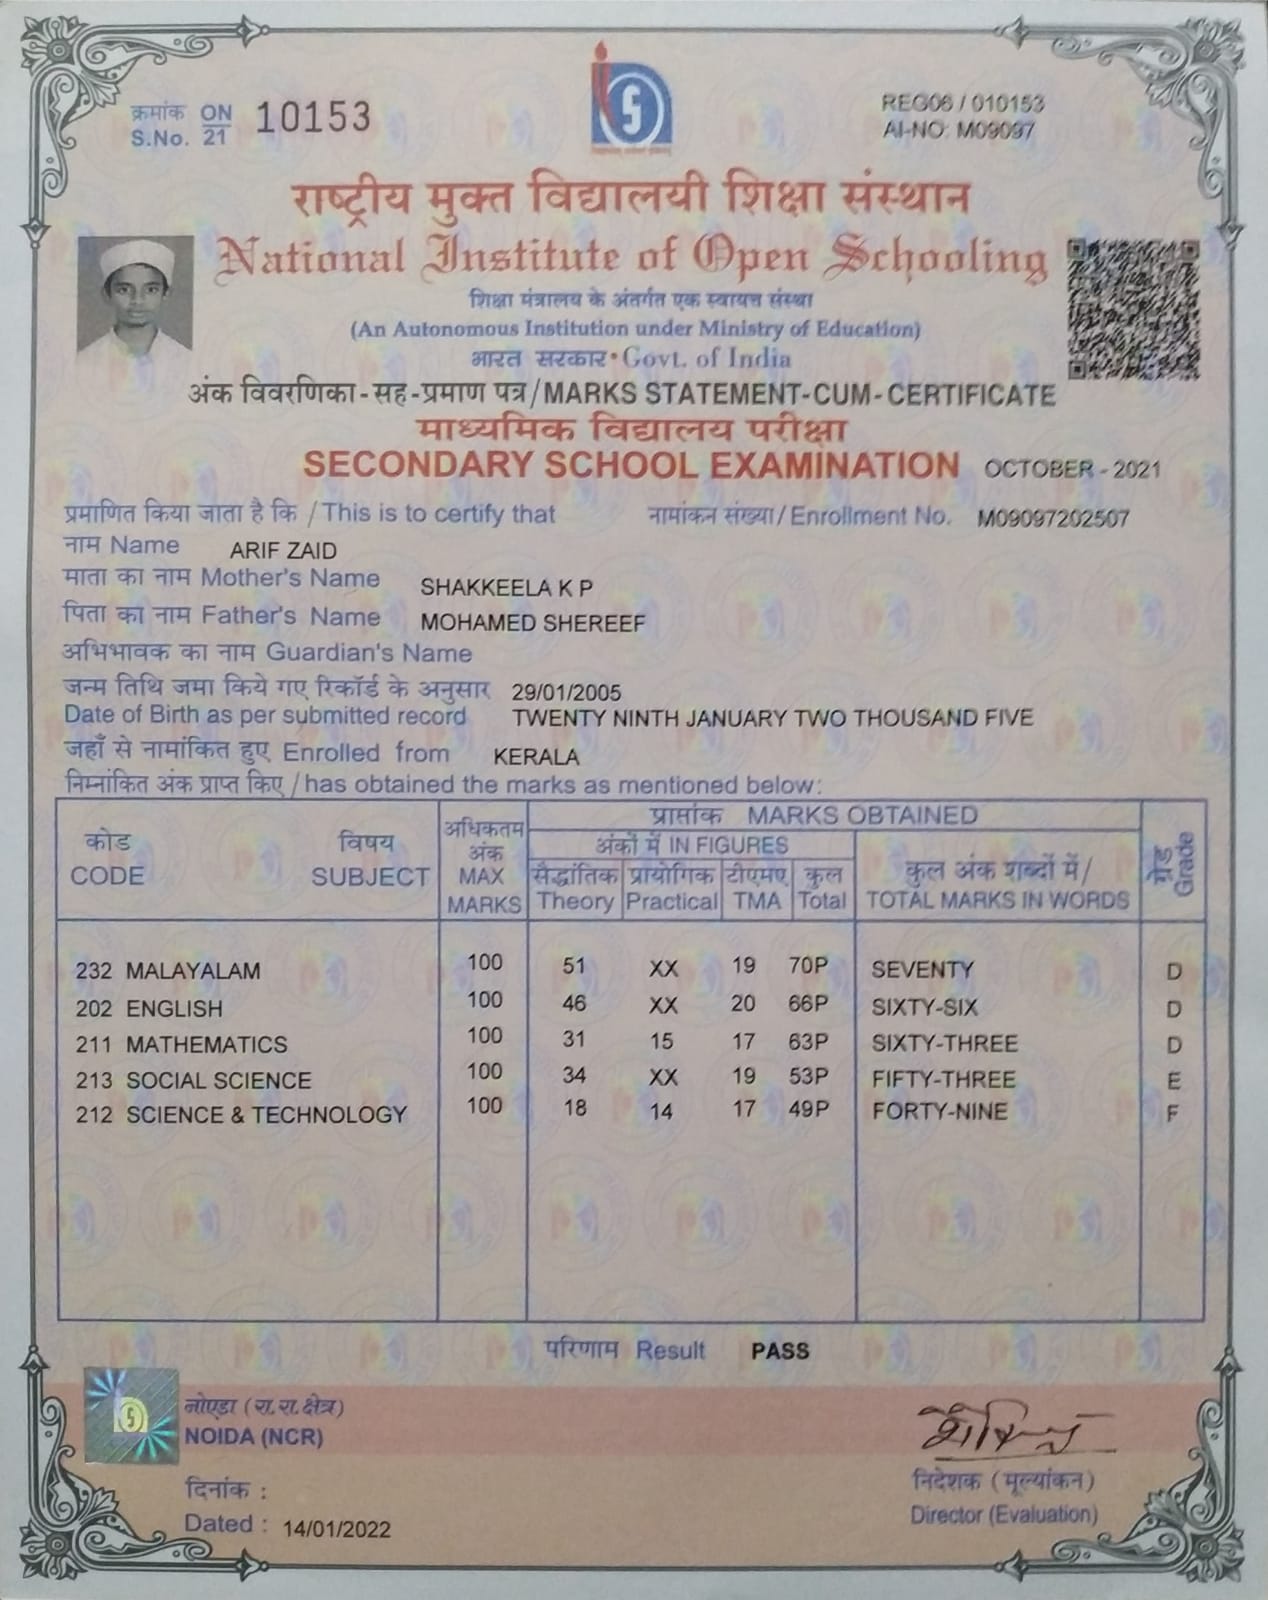 क्रमांक ON 10153
S.No. 21
REG06 / 010153
AI-NO: M09097
राष्ट्रीय मुक्त विद्यालयी शिक्षा संस्थान
National Institute of Open Schooling
शिक्षा मंत्रालय के अंतर्गत एक स्वायत्त संस्था
(An Autonomous Institution under Ministry of Education)
भारत सरकार • Govt. of India
अंक विवरणिका - सह - प्रमाण पत्र / MARKS STATEMENT-CUM-CERTIFICATE
माध्यमिक विद्यालय परीक्षा
SECONDARY SCHOOL EXAMINATION OCTOBER - 2021
प्रमाणित किया जाता है कि / This is to certify that नामांकन संख्या / Enrollment No. M09097202507
नाम Name ARIF ZAID
माता का नाम Mother's Name SHAKKEELA K P
पिता का नाम Father's Name MOHAMED SHEREEF
अभिभावक का नाम Guardian's Name
जन्म तिथि जमा किये गए रिकॉर्ड के अनुसार 29/01/2005
Date of Birth as per submitted record TWENTY NINTH JANUARY TWO THOUSAND FIVE
जहाँ से नामांकित हुए Enrolled from KERALA
निम्नांकित अंक प्राप्त किए / has obtained the marks as mentioned below:
कोड CODE विषय SUBJECT अधिकतम अंक MAX MARKS प्राप्तांक MARKS OBTAINED ग्रेड Grade
अंकों में IN FIGURES कुल अंक शब्दों में / TOTAL MARKS IN WORDS
सैद्धांतिक Theory प्रायोगिक Practical टीएमए TMA कुल Total
232 MALAYALAM 100 51 XX 19 70P SEVENTY D
202 ENGLISH 100 46 XX 20 66P SIXTY-SIX D
211 MATHEMATICS 100 31 15 17 63P SIXTY-THREE D
213 SOCIAL SCIENCE 100 34 XX 19 53P FIFTY-THREE E
212 SCIENCE & TECHNOLOGY 100 18 14 17 49P FORTY-NINE F
परिणाम Result PASS
नोएडा (रा. रा. क्षेत्र)
NOIDA (NCR)
दिनांक :
Dated : 14/01/2022
निदेशक (मूल्यांकन)
Director (Evaluation)